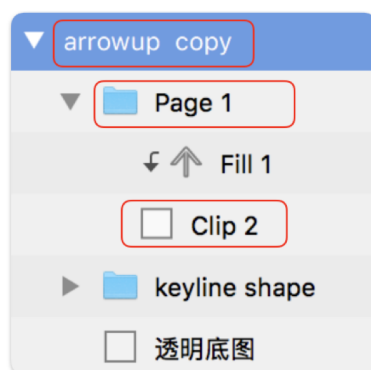 arrowup copy
Page 1
Fill 1
Clip 2
keyline shape
透明底图